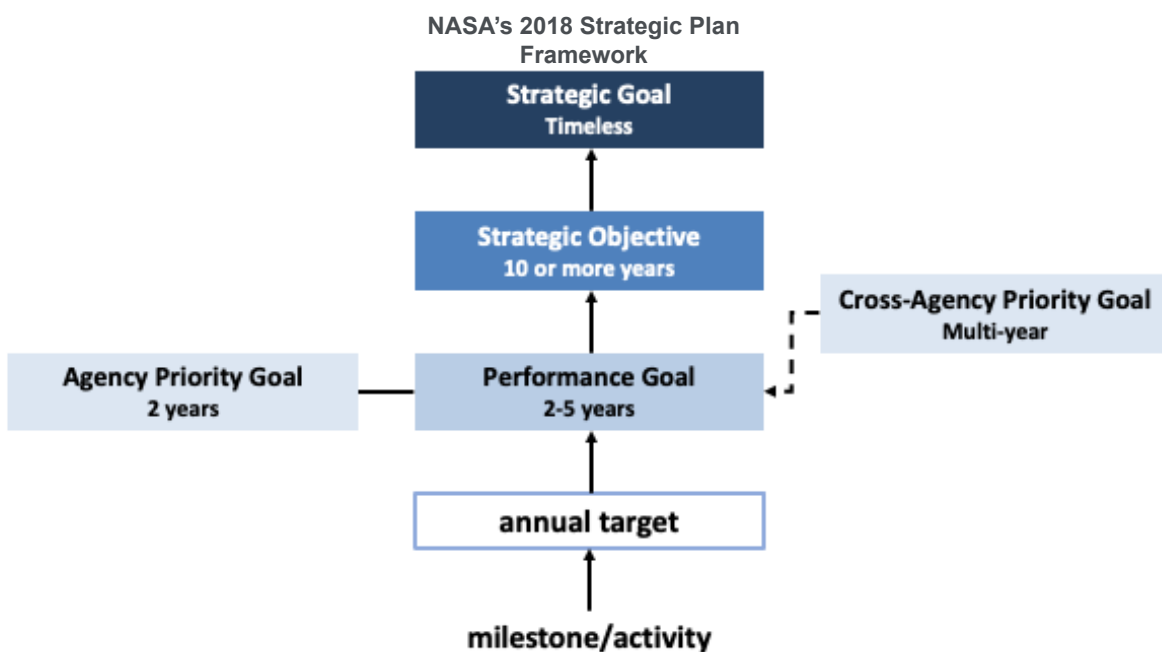 NASA’s 2018 Strategic Plan
Framework
Strategic Goal
Timeless
Strategic Objective
10 or more years
Cross-Agency Priority Goal
Multi-year
Agency Priority Goal
2 years
Performance Goal
2-5 years
annual target
milestone/activity